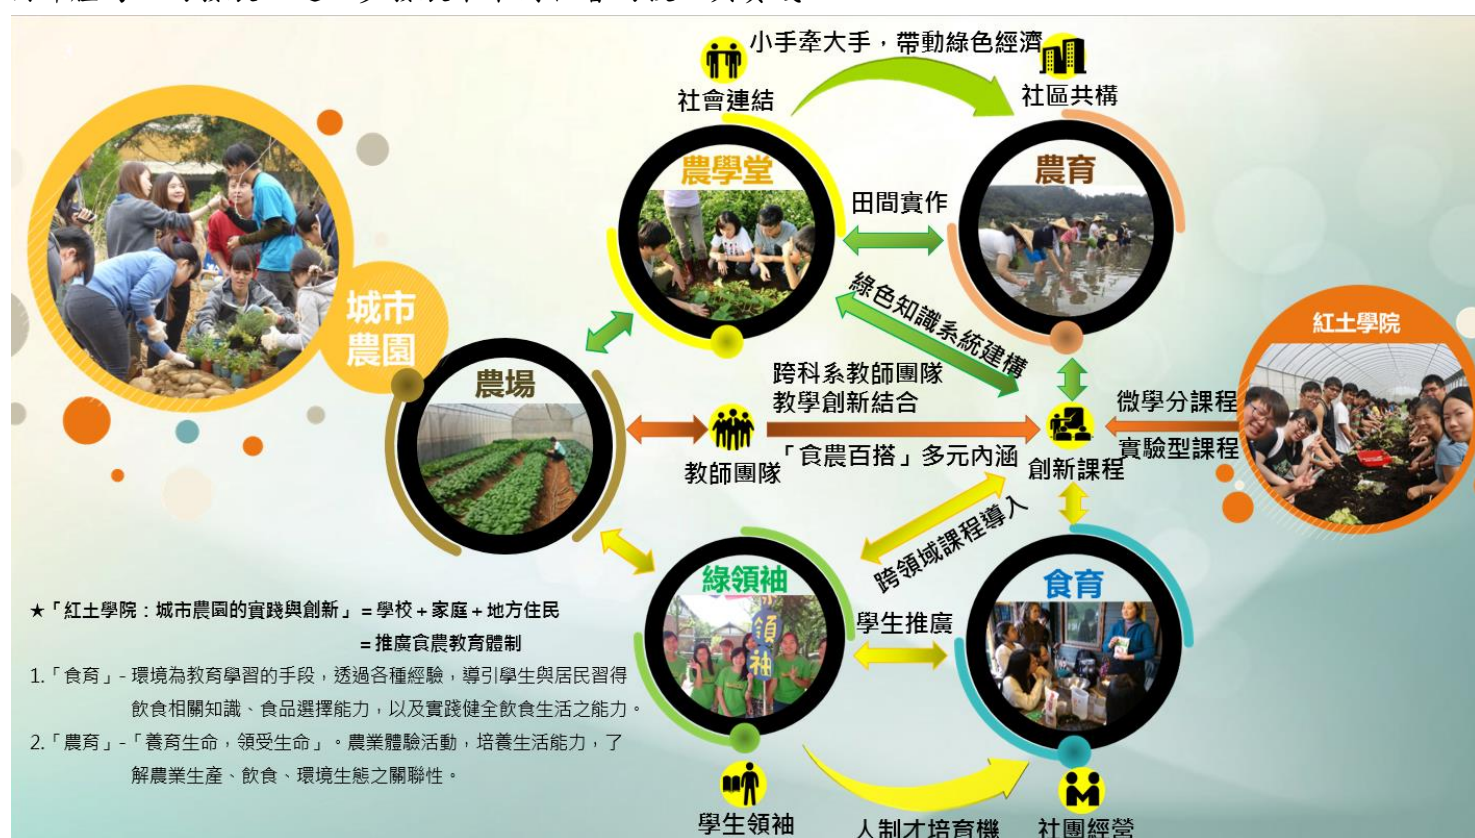 小手牽大手，帶動綠色經濟
社會連結
社區共構
農學堂
農育
田間實作
城市
農園
綠色知識系統建構
紅土學院
農場
跨科系教師團隊
教學創新結合
微學分課程
「食農百搭」多元內涵
實驗型課程
教師團隊
創新課程
跨領域課程導入
綠領袖
領
袖
食育
學生推廣
★「紅土學院：城市農園的實踐與創新」=學校+家庭+地方住民
=推廣食農教育體制
1.「食育」- 環境為教育學習的手段，透過各種經驗，導引學生與居民習得
飲食相關知識、食品選擇能力，以及實踐健全飲食生活之能力。
2.「農育」-「養育生命，領受生命」。農業體驗活動，培養生活能力，了
解農業生產、飲食、環境生態之關聯性。
學生領袖
人制才培育機
社團經營